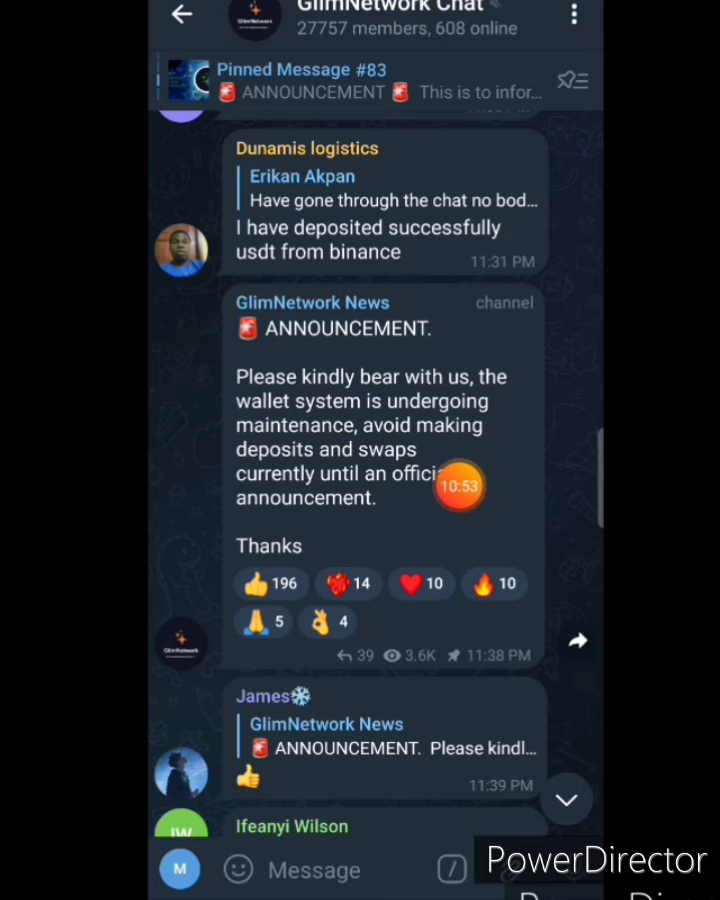 GlimNetwork Chat
27757 members, 608 online
Pinned Message #83
🚨 ANNOUNCEMENT 🚨 This is to infor...
Dunamis logistics
Erikan Akpan
Have gone through the chat no bod...
I have deposited successfully
usdt from binance
11:31 PM
GlimNetwork News channel
🚨 ANNOUNCEMENT.
Please kindly bear with us, the
wallet system is undergoing
maintenance, avoid making
deposits and swaps
currently until an
10:53
announcement.
Thanks
👍 196 ❤️‍🔥 14 ❤️ 10 🔥 10
🙏 5 👌 4
39 3.6K 11:38 PM
GlimNetwork
James❄️
GlimNetwork News
🚨 ANNOUNCEMENT. Please kindl...
👍
11:39 PM
IW
Ifeanyi Wilson
M
Message
/
PowerDirector